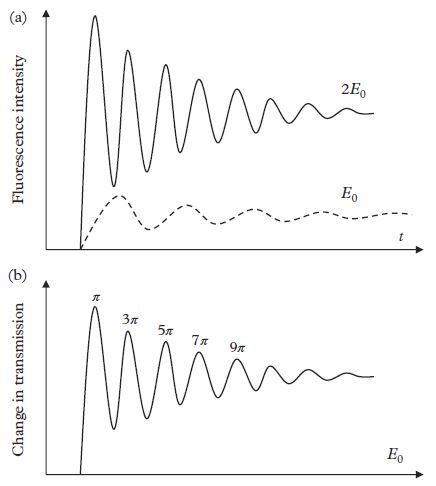 (a)
Fluorescence intensity
2E₀
E₀
t
(b)
Change in transmission
π
3π
5π
7π
9π
E₀